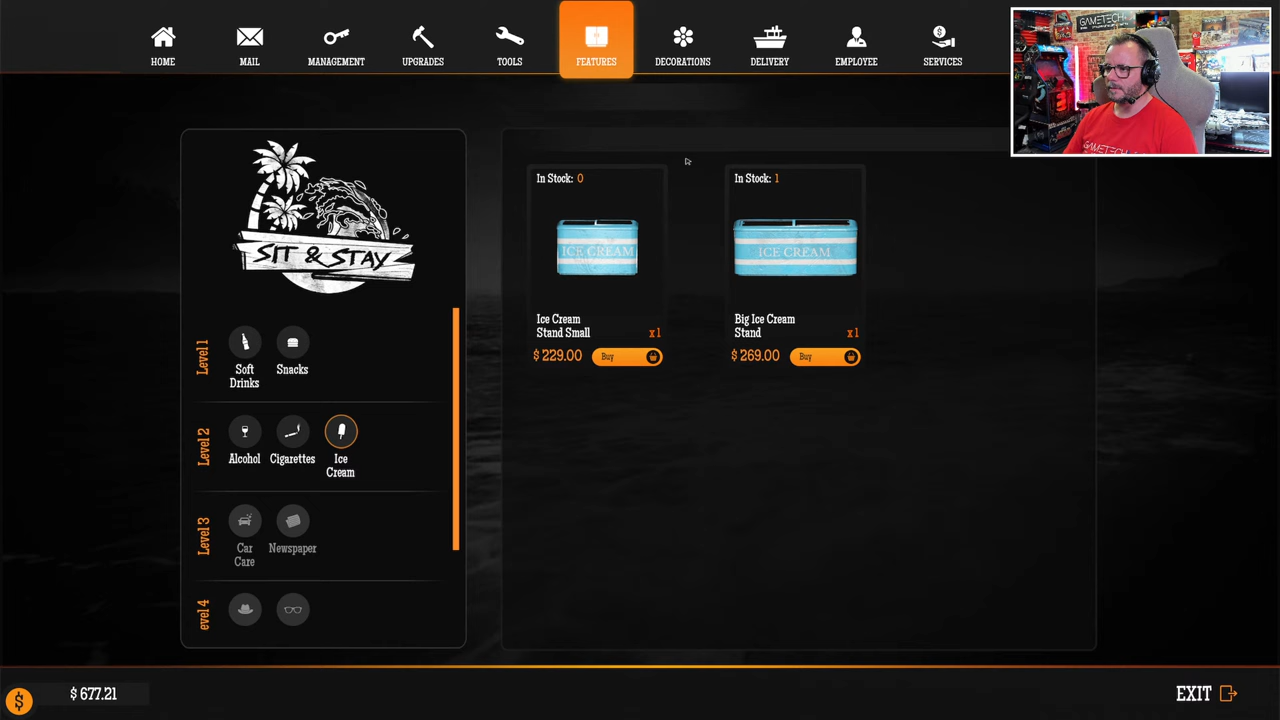 HOME
MAIL
MANAGEMENT
UPGRADES
TOOLS
FEATURES
DECORATIONS
DELIVERY
EMPLOYEE
SERVICES
GAMETECH
GAMETECH
SIT & STAY
Level 1
Soft
Drinks
Snacks
Level 2
Alcohol
Cigarettes
Ice
Cream
Level 3
Car
Care
Newspaper
evel 4
In Stock: 0
ICE CREAM
Ice Cream
Stand Small
x1
$ 229.00
Buy
In Stock: 1
ICE CREAM
Big Ice Cream
Stand
x1
$ 269.00
Buy
$ 677.21
EXIT